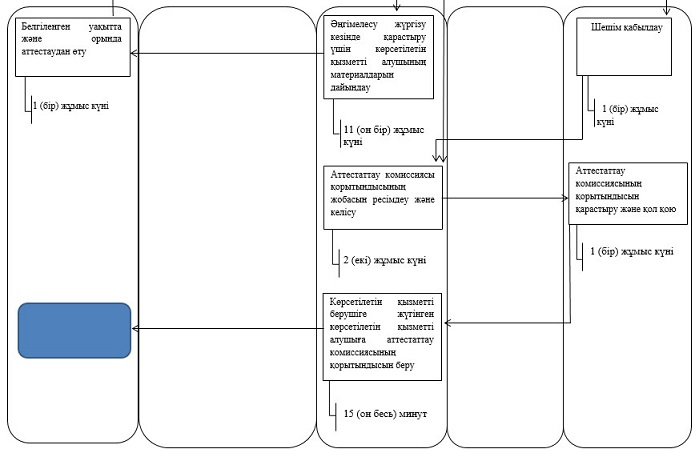 Белгіленген уақытта
және орында
аттестаудан өту
1 (бір) жұмыс күні
Әңгімелесу жүргізу
кезінде қарастыру
үшін көрсетілетін
қызметті алушының
материалдарын
дайындау
11 (он бір) жұмыс
күні
Шешім қабылдау
1 (бір) жұмыс
күні
Аттестаттау комиссиясы
қорытындысының
жобасын ресімдеу және
келісу
2 (екі) жұмыс күні
Аттестаттау
комиссиясының
қорытындысын
қарастыру және қол қою
1 (бір) жұмыс күні
Көрсетілетін қызметті
берушіге жүгінген
көрсетілетін қызметті
алушыға аттестаттау
комиссиясының
қорытындысын беру
15 (он бесь) минут